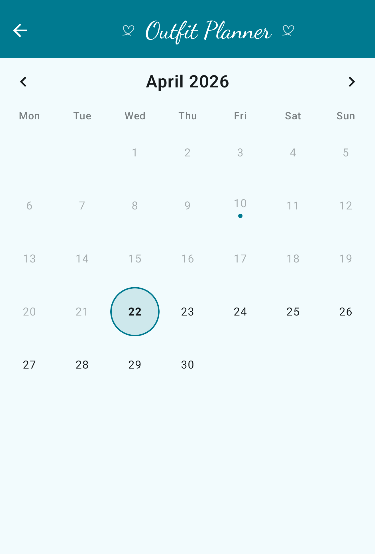 Outfit Planner
April 2026
Mon Tue Wed Thu Fri Sat Sun
1 2 3 4 5
6 7 8 9 10 11 12
13 14 15 16 17 18 19
20 21 22 23 24 25 26
27 28 29 30